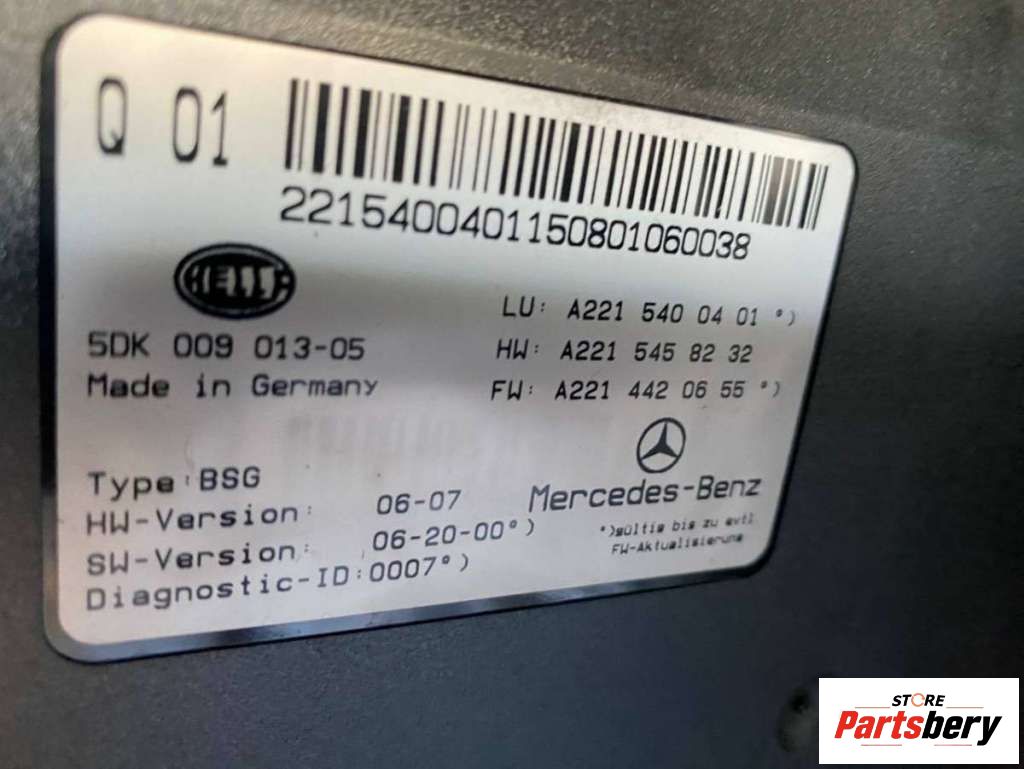 Q 01
2215400401150801060038
HELLA
LU: A221 540 04 01 °)
5DK 009 013-05
HW: A221 545 82 32
Made in Germany
FW: A221 442 06 55 °)
Type: BSG
Mercedes-Benz
HW-Version: 06-07
SW-Version: 06-20-00°)
°)gültig bis zu evtl
FW-Aktualisierung
Diagnostic-ID:0007°)
STORE
Partsbery